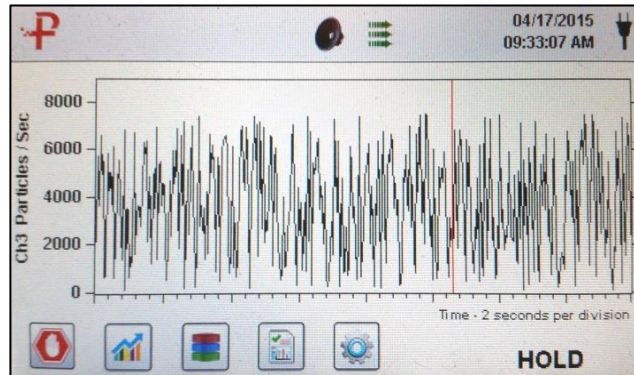 04/17/2015
09:33:07 AM
Ch3 Particles / Sec
8000
6000
4000
2000
0
Time - 2 seconds per division
HOLD